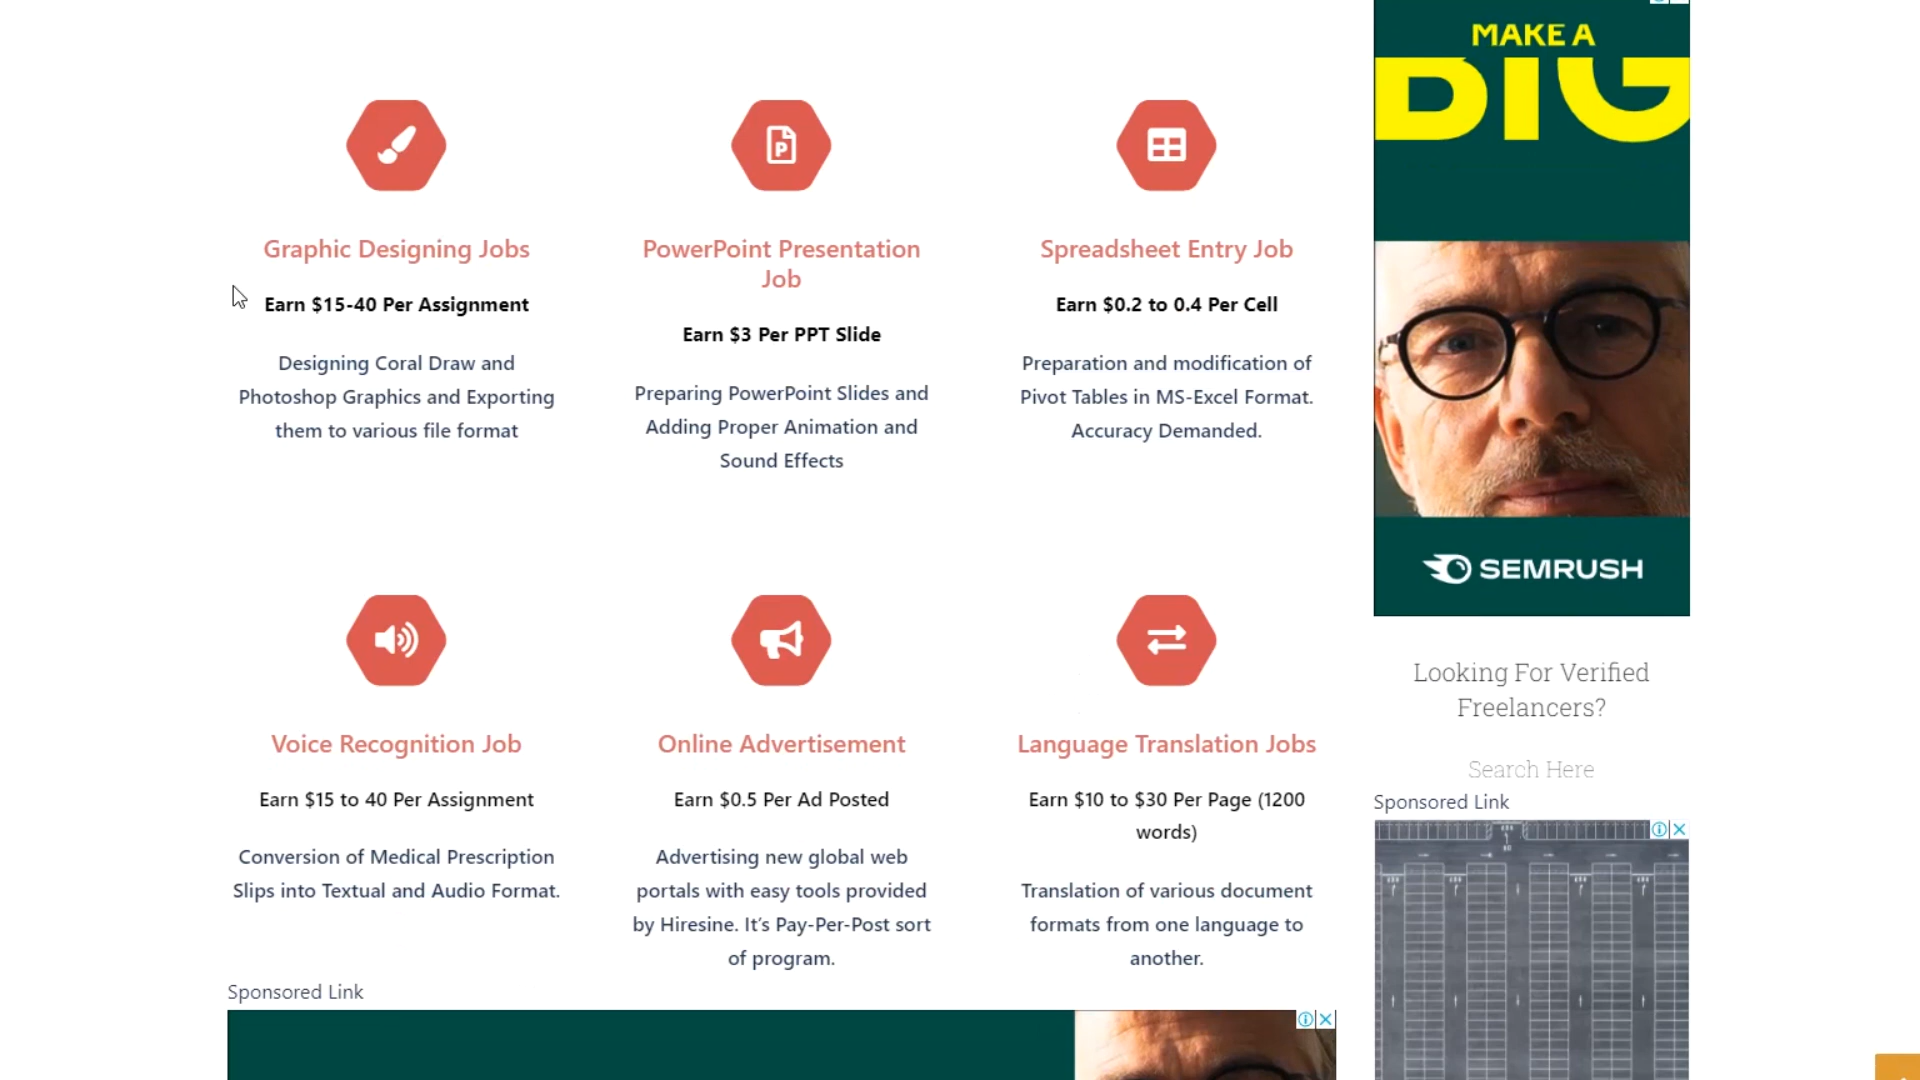 MAKE A
BIG
Graphic Designing Jobs
Earn $15-40 Per Assignment
Designing Coral Draw and
Photoshop Graphics and Exporting
them to various file format
PowerPoint Presentation
Job
Earn $3 Per PPT Slide
Preparing PowerPoint Slides and
Adding Proper Animation and
Sound Effects
Spreadsheet Entry Job
Earn $0.2 to 0.4 Per Cell
Preparation and modification of
Pivot Tables in MS-Excel Format.
Accuracy Demanded.
SEMRUSH
Voice Recognition Job
Earn $15 to 40 Per Assignment
Conversion of Medical Prescription
Slips into Textual and Audio Format.
Online Advertisement
Earn $0.5 Per Ad Posted
Advertising new global web
portals with easy tools provided
by Hiresine. It’s Pay-Per-Post sort
of program.
Language Translation Jobs
Earn $10 to $30 Per Page (1200
words)
Translation of various document
formats from one language to
another.
Looking For Verified
Freelancers?
Search Here
Sponsored Link
Sponsored Link